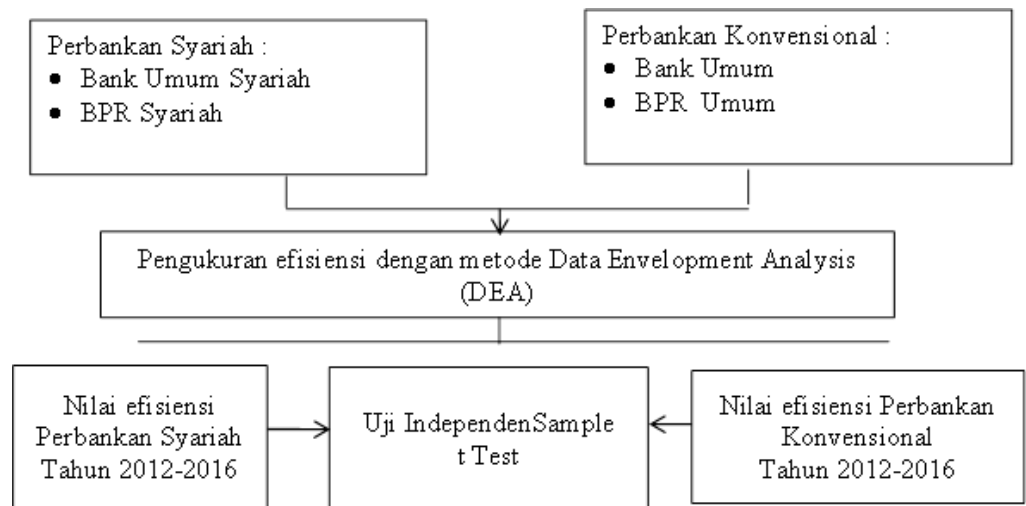 Perbankan Syariah :
● Bank Umum Syariah
● BPR Syariah
Perbankan Konvensional :
● Bank Umum
● BPR Umum
Pengukuran efisiensi dengan metode Data Envelopment Analysis
(DEA)
Nilai efisiensi
Perbankan Syariah
Tahun 2012-2016
Uji IndependenSample
t Test
Nilai efisiensi Perbankan
Konvensional
Tahun 2012-2016